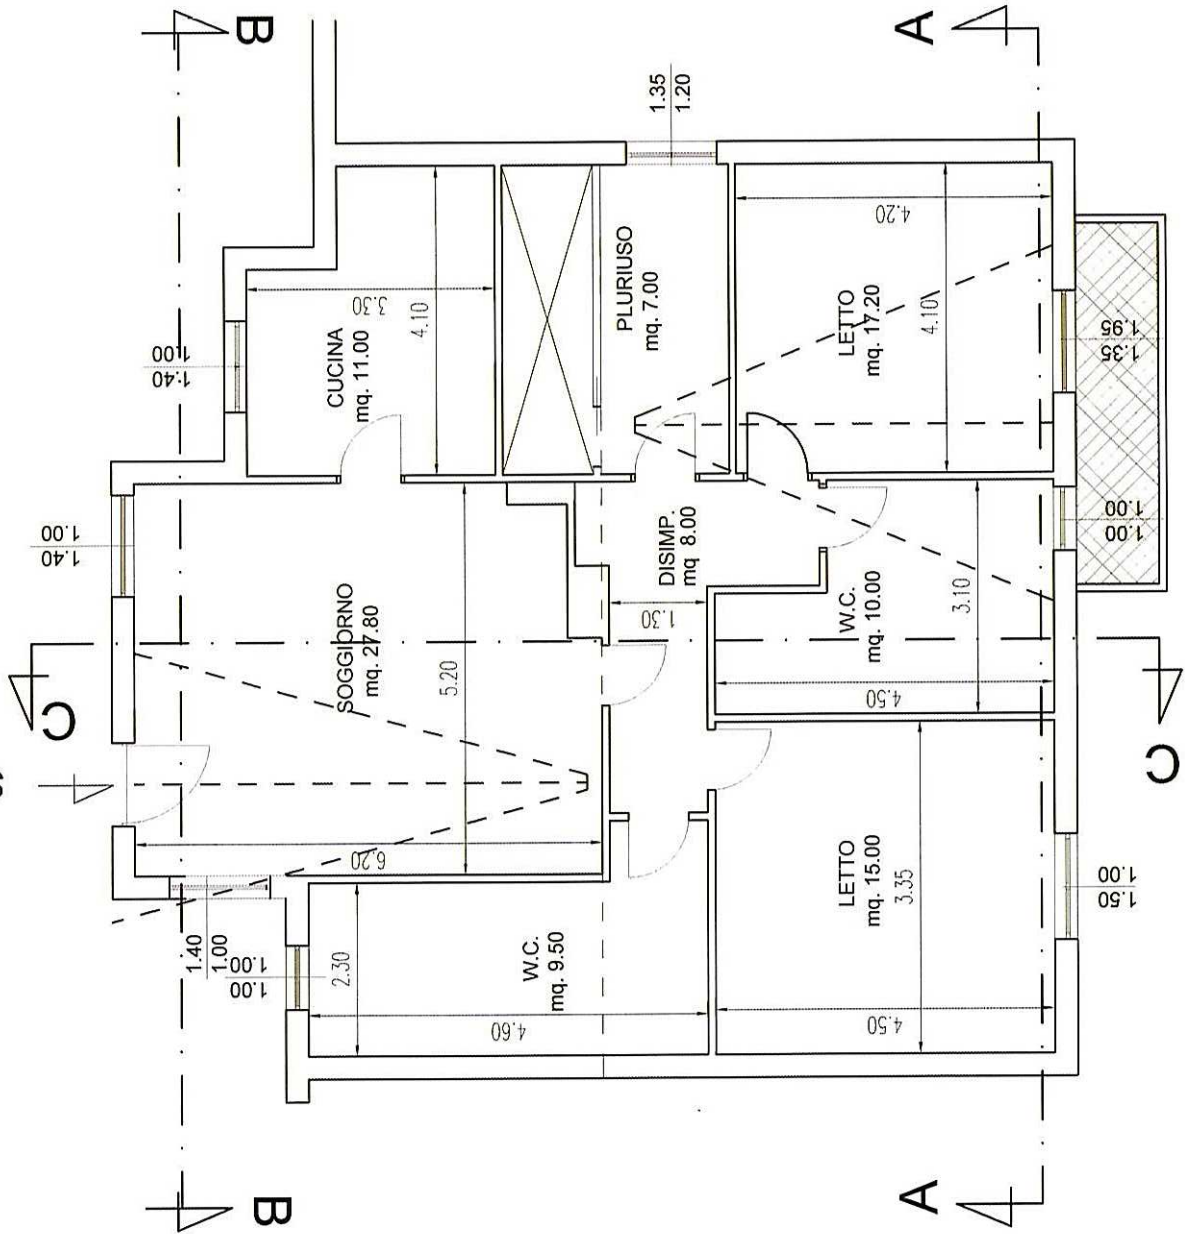 B
A
1.35
1.20
1.00
1.40
CUCINA
mq. 11.00
3.30
4.10
PLURIUSO
mq. 7.00
4.20
LETTO
mq. 17.20
4.10
1.95
1.35
1.00
1.40
SOGGIORNO
mq. 27.80
5.20
6.20
DISIMP.
mq 8.00
1.30
W.C.
mq. 10.00
3.10
4.50
1.00
1.00
C
C
1.40
1.00
1.00
1.00
2.30
W.C.
mq. 9.50
4.60
LETTO
mq. 15.00
3.35
4.50
1.00
1.50
B
A